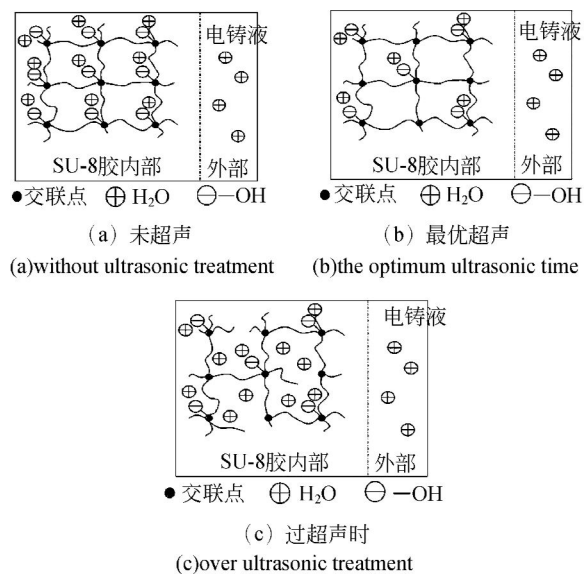 电铸液
SU-8胶内部
外部
●交联点 ⊕H₂O ⊖—OH
(a) 未超声
(a)without ultrasonic treatment
电铸液
SU-8胶内部
外部
●交联点 ⊕H₂O ⊖—OH
(b) 最优超声
(b)the optimum ultrasonic time
电铸液
SU-8胶内部
外部
● 交联点 ⊕ H₂O ⊖ —OH
(c) 过超声时
(c)over ultrasonic treatment